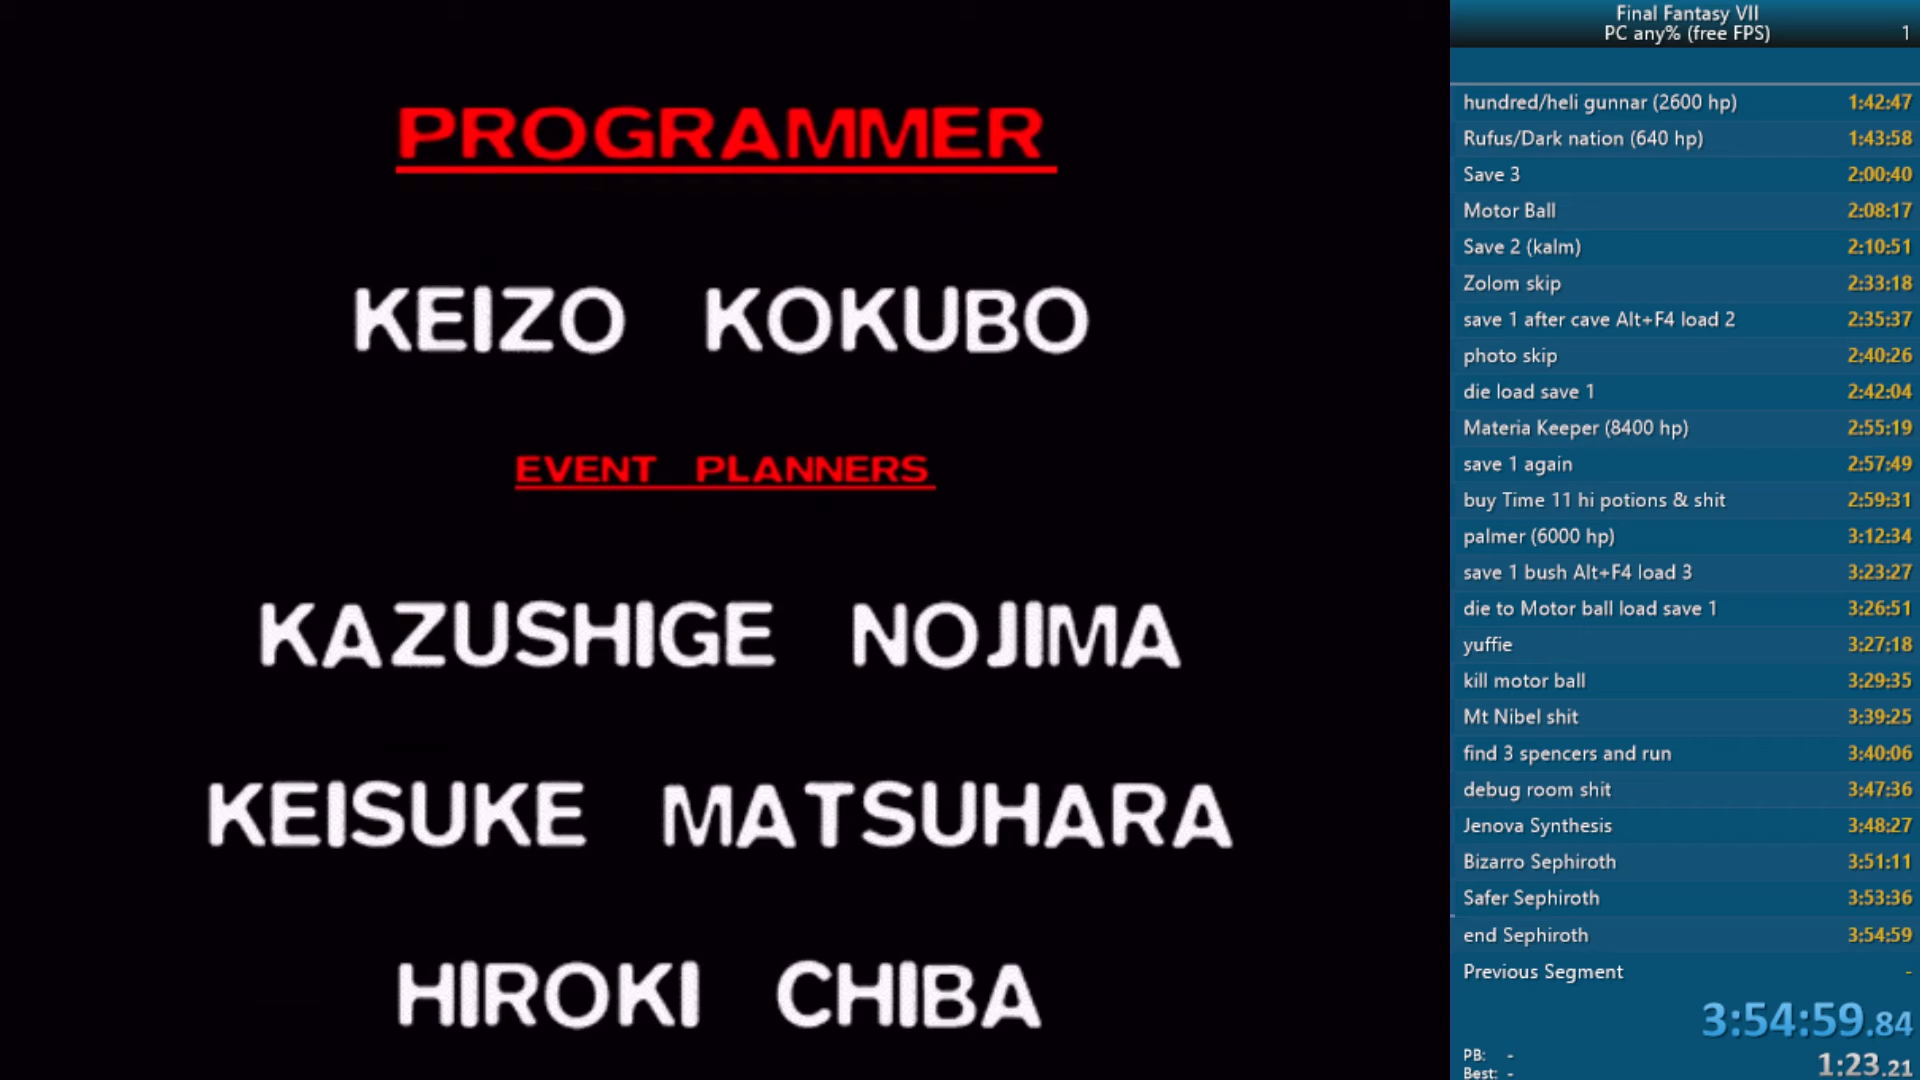 PROGRAMMER
KEIZO KOKUBO
EVENT PLANNERS
KAZUSHIGE NOJIMA
KEISUKE MATSUHARA
HIROKI CHIBA
Final Fantasy VII
PC any% (free FPS) 1
hundred/heli gunnar (2600 hp) 1:42:47
Rufus/Dark nation (640 hp) 1:43:58
Save 3 2:00:40
Motor Ball 2:08:17
Save 2 (kalm) 2:10:51
Zolom skip 2:33:18
save 1 after cave Alt+F4 load 2 2:35:37
photo skip 2:40:26
die load save 1 2:42:04
Materia Keeper (8400 hp) 2:55:19
save 1 again 2:57:49
buy Time 11 hi potions & shit 2:59:31
palmer (6000 hp) 3:12:34
save 1 bush Alt+F4 load 3 3:23:27
die to Motor ball load save 1 3:26:51
yuffie 3:27:18
kill motor ball 3:29:35
Mt Nibel shit 3:39:25
find 3 spencers and run 3:40:06
debug room shit 3:47:36
Jenova Synthesis 3:48:27
Bizarro Sephiroth 3:51:11
Safer Sephiroth 3:53:36
end Sephiroth 3:54:59
Previous Segment -
3:54:59.84
PB: -
Best: - 1:23.21